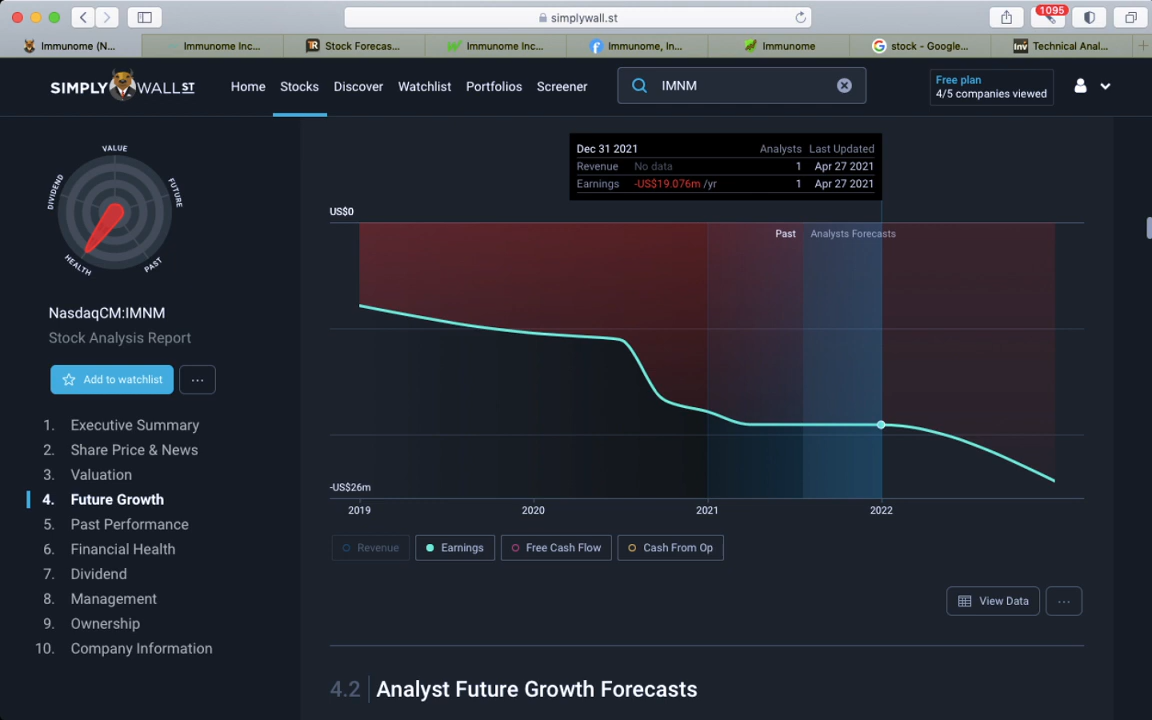 simplywall.st
1095
Immunome (N...
Immunome Inc...
Stock Forecas...
Immunome Inc...
Immunome, In...
Immunome
stock - Google...
Technical Anal...
SIMPLY WALL ST
Home
Stocks
Discover
Watchlist
Portfolios
Screener
IMNM
Free plan
4/5 companies viewed
VALUE
FUTURE
PAST
HEALTH
DIVIDEND
NasdaqCM:IMNM
Stock Analysis Report
Add to watchlist
...
1. Executive Summary
2. Share Price & News
3. Valuation
4. Future Growth
5. Past Performance
6. Financial Health
7. Dividend
8. Management
9. Ownership
10. Company Information
Dec 31 2021 Analysts Last Updated
Revenue No data 1 Apr 27 2021
Earnings -US$19.076m /yr 1 Apr 27 2021
US$0
Past Analysts Forecasts
-US$26m
2019 2020 2021 2022
Revenue
Earnings
Free Cash Flow
Cash From Op
View Data
...
4.2 Analyst Future Growth Forecasts